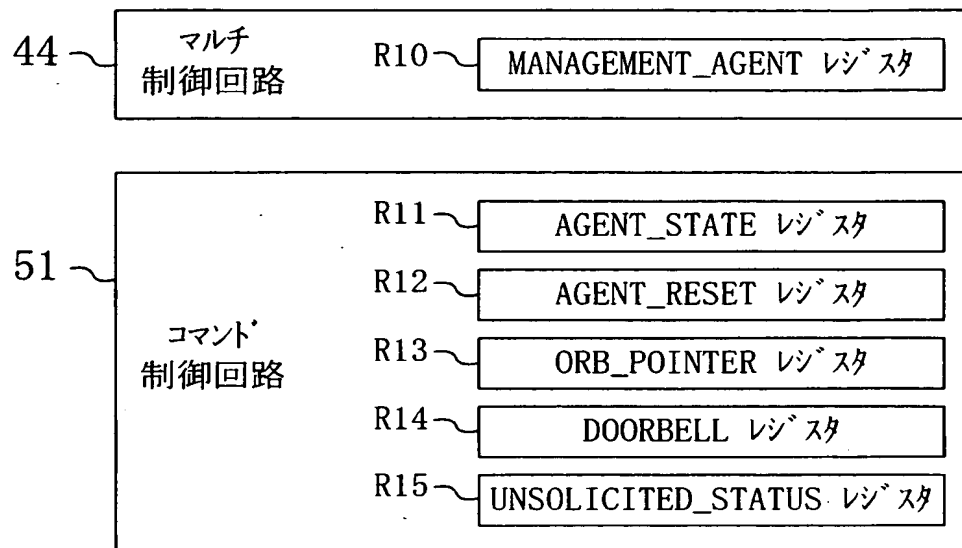 44
マルチ
制御回路
R10
MANAGEMENT_AGENT レジスタ
51
コマンド
制御回路
R11
AGENT_STATE レジスタ
R12
AGENT_RESET レジスタ
R13
ORB_POINTER レジスタ
R14
DOORBELL レジスタ
R15
UNSOLICITED_STATUS レジスタ